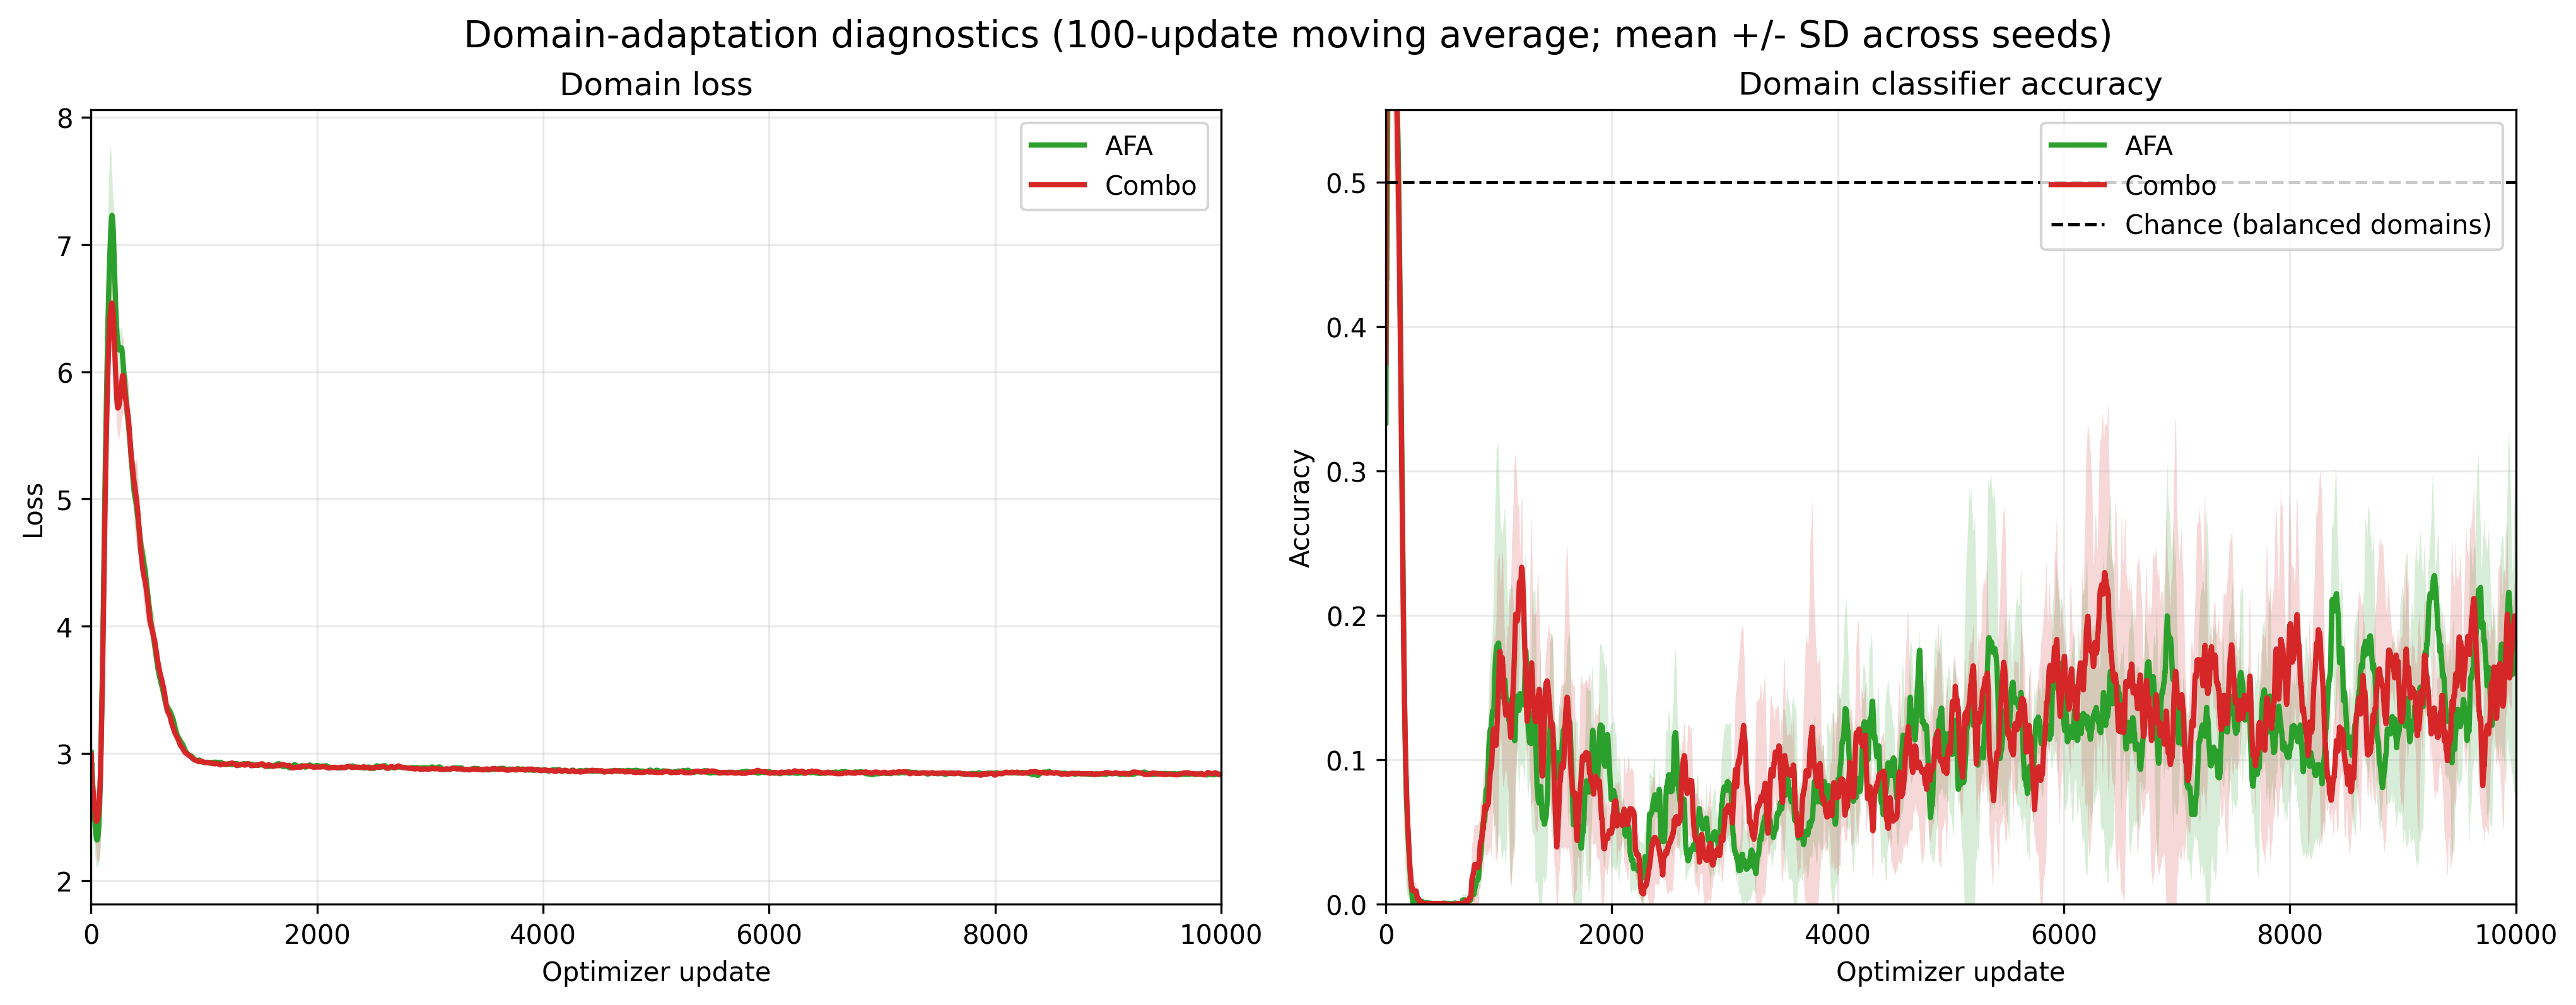 Domain-adaptation diagnostics (100-update moving average; mean +/- SD across seeds)
Domain loss
8
7
6
5
4
3
2
Loss
0
2000
4000
6000
8000
10000
Optimizer update
AFA
Combo
Domain classifier accuracy
0.5
0.4
0.3
0.2
0.1
0.0
Accuracy
0
2000
4000
6000
8000
10000
Optimizer update
AFA
Combo
Chance (balanced domains)